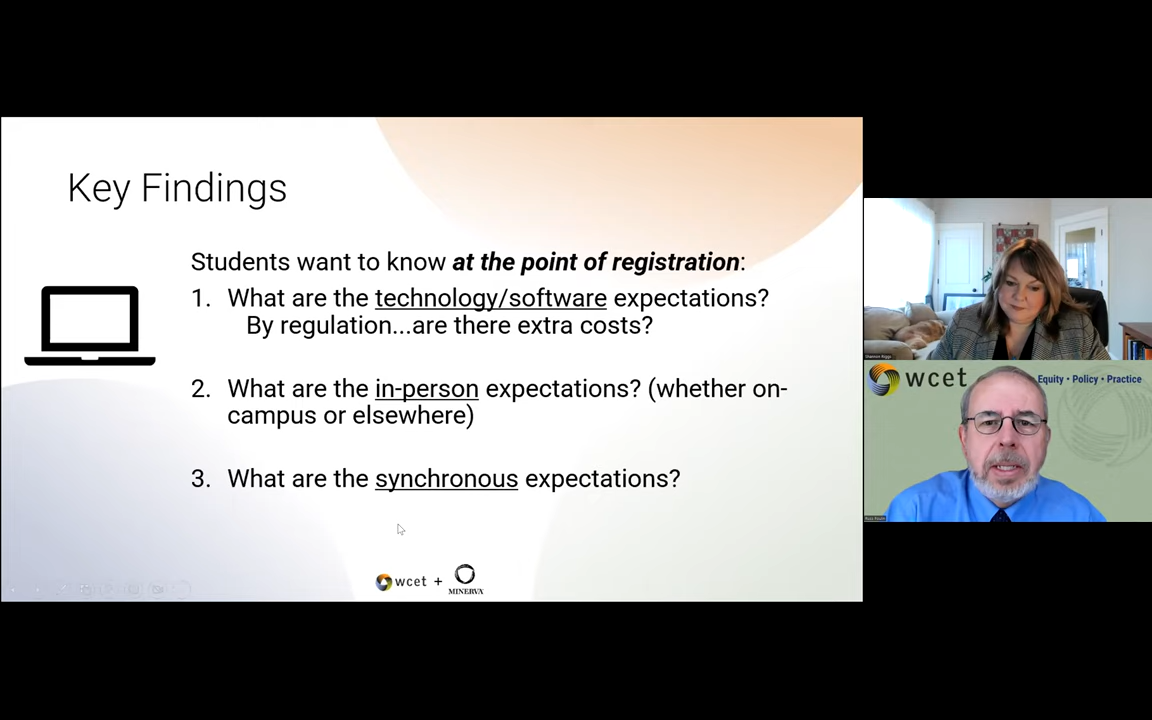 Key Findings
Students want to know at the point of registration:
1. What are the technology/software expectations?
By regulation...are there extra costs?
2. What are the in-person expectations? (whether on-
campus or elsewhere)
3. What are the synchronous expectations?
wcet + MINERVA
Shannon Riggs
wcet
Equity • Policy • Practice